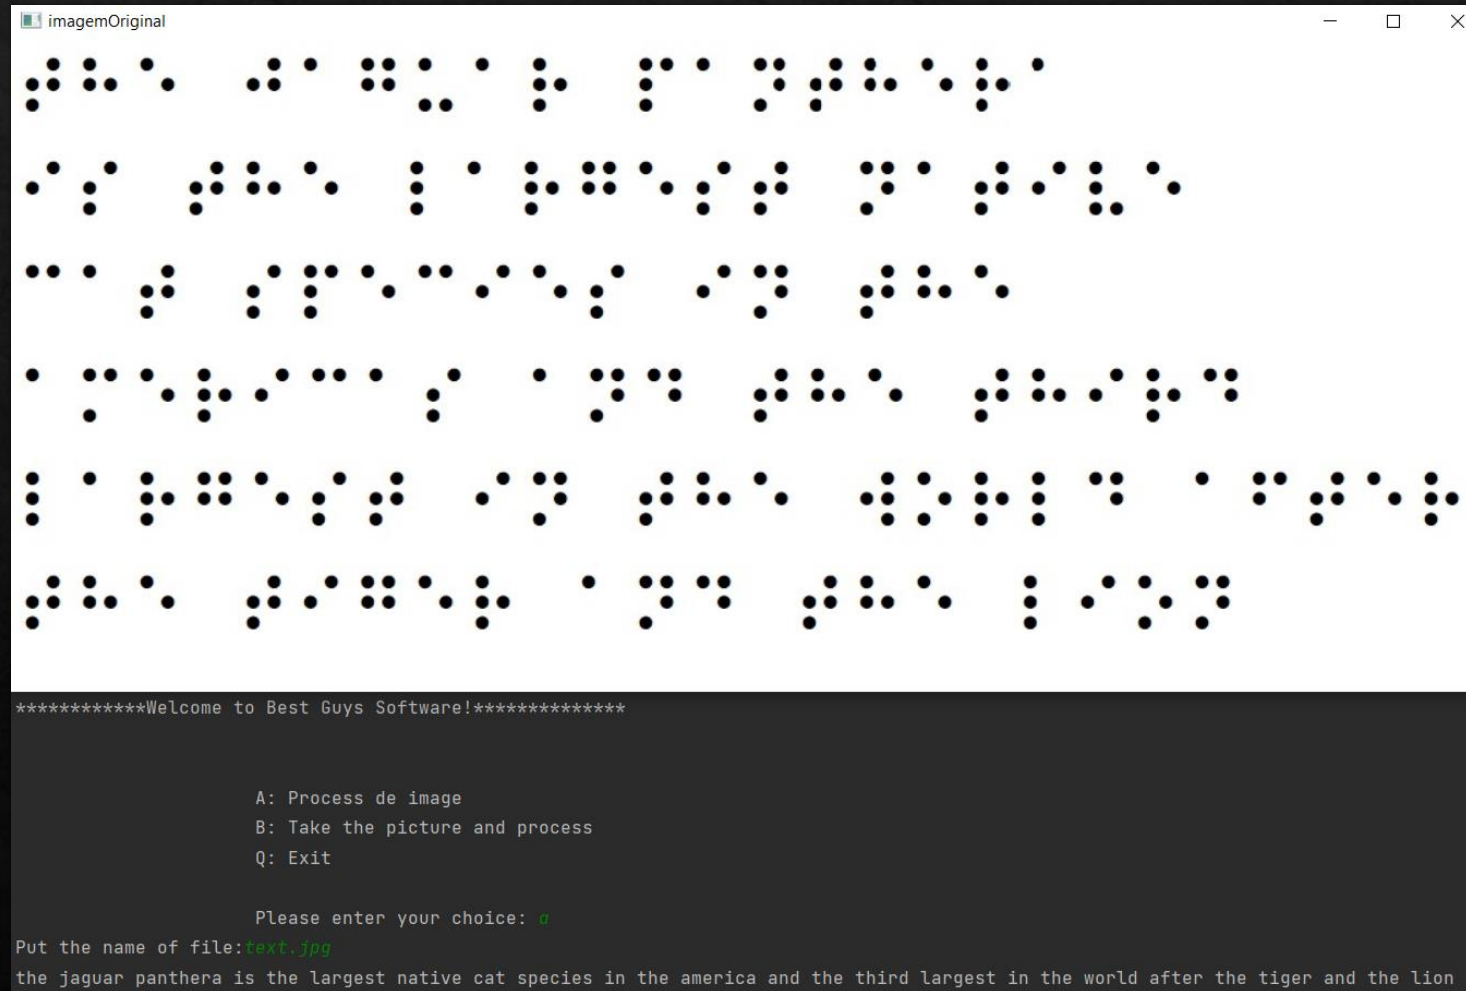 imagemOriginal
⠞⠓⠑ ⠚⠁⠛⠥⠁⠗ ⠏⠁⠝⠞⠓⠑⠗⠁
⠊⠎ ⠞⠓⠑ ⠇⠁⠗⠛⠑⠎⠞ ⠝⠁⠞⠊⠧⠑
⠉⠁⠞ ⠎⠏⠑⠉⠊⠑⠎ ⠊⠝ ⠞⠓⠑
⠁⠍⠑⠗⠊⠉⠁⠎ ⠁⠝⠙ ⠞⠓⠑ ⠞⠓⠊⠗⠙
⠇⠁⠗⠛⠑⠎⠞ ⠊⠝ ⠞⠓⠑ ⠺⠕⠗⠇⠙ ⠁⠋⠞⠑⠗
⠞⠓⠑ ⠞⠊⠛⠑⠗ ⠁⠝⠙ ⠞⠓⠑ ⠇⠊⠕⠝
************Welcome to Best Guys Software!**************
A: Process de image
B: Take the picture and process
Q: Exit
Please enter your choice: a
Put the name of file:text.jpg
the jaguar panthera is the largest native cat species in the america and the third largest in the world after the tiger and the lion